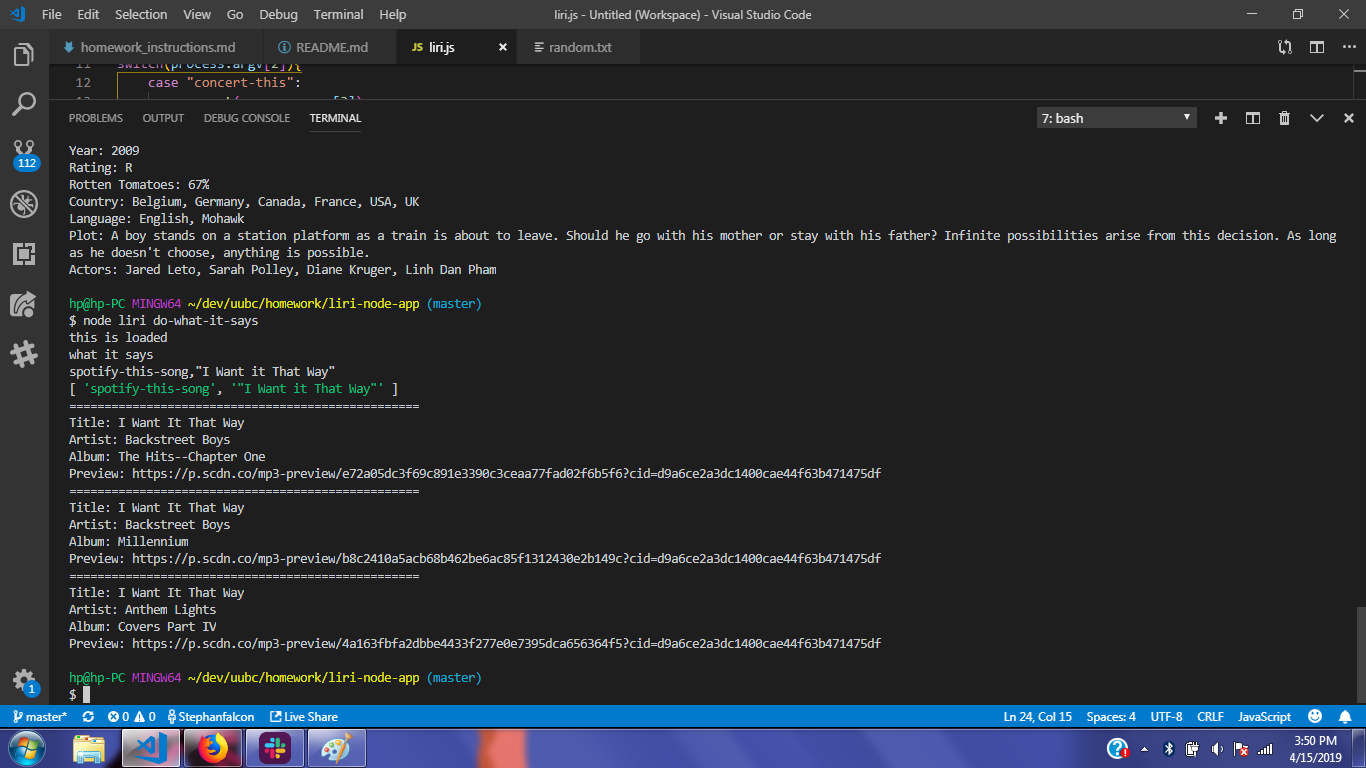 File Edit Selection View Go Debug Terminal Help
liri.js - Untitled (Workspace) - Visual Studio Code
homework_instructions.md
README.md
JS liri.js
random.txt
11 switch(process.argv[2]){
12 case "concert-this":
PROBLEMS OUTPUT DEBUG CONSOLE TERMINAL
7: bash
112
Year: 2009
Rating: R
Rotten Tomatoes: 67%
Country: Belgium, Germany, Canada, France, USA, UK
Language: English, Mohawk
Plot: A boy stands on a station platform as a train is about to leave. Should he go with his mother or stay with his father? Infinite possibilities arise from this decision. As long
as he doesn't choose, anything is possible.
Actors: Jared Leto, Sarah Polley, Diane Kruger, Linh Dan Pham
hp@hp-PC MINGW64 ~/dev/uubc/homework/liri-node-app (master)
$ node liri do-what-it-says
this is loaded
what it says
spotify-this-song,"I Want it That Way"
[ 'spotify-this-song', '"I Want it That Way"' ]
==================================================
Title: I Want It That Way
Artist: Backstreet Boys
Album: The Hits--Chapter One
Preview: https://p.scdn.co/mp3-preview/e72a05dc3f69c891e3390c3ceaa77fad02f6b5f6?cid=d9a6ce2a3dc1400cae44f63b471475df
==================================================
Title: I Want It That Way
Artist: Backstreet Boys
Album: Millennium
Preview: https://p.scdn.co/mp3-preview/b8c2410a5acb68b462be6ac85f1312430e2b149c?cid=d9a6ce2a3dc1400cae44f63b471475df
==================================================
Title: I Want It That Way
Artist: Anthem Lights
Album: Covers Part IV
Preview: https://p.scdn.co/mp3-preview/4a163fbfa2dbbe4433f277e0e7395dca656364f5?cid=d9a6ce2a3dc1400cae44f63b471475df
hp@hp-PC MINGW64 ~/dev/uubc/homework/liri-node-app (master)
$
1
master* 0 0 Stephanfalcon Live Share
Ln 24, Col 15 Spaces: 4 UTF-8 CRLF JavaScript
3:50 PM
4/15/2019